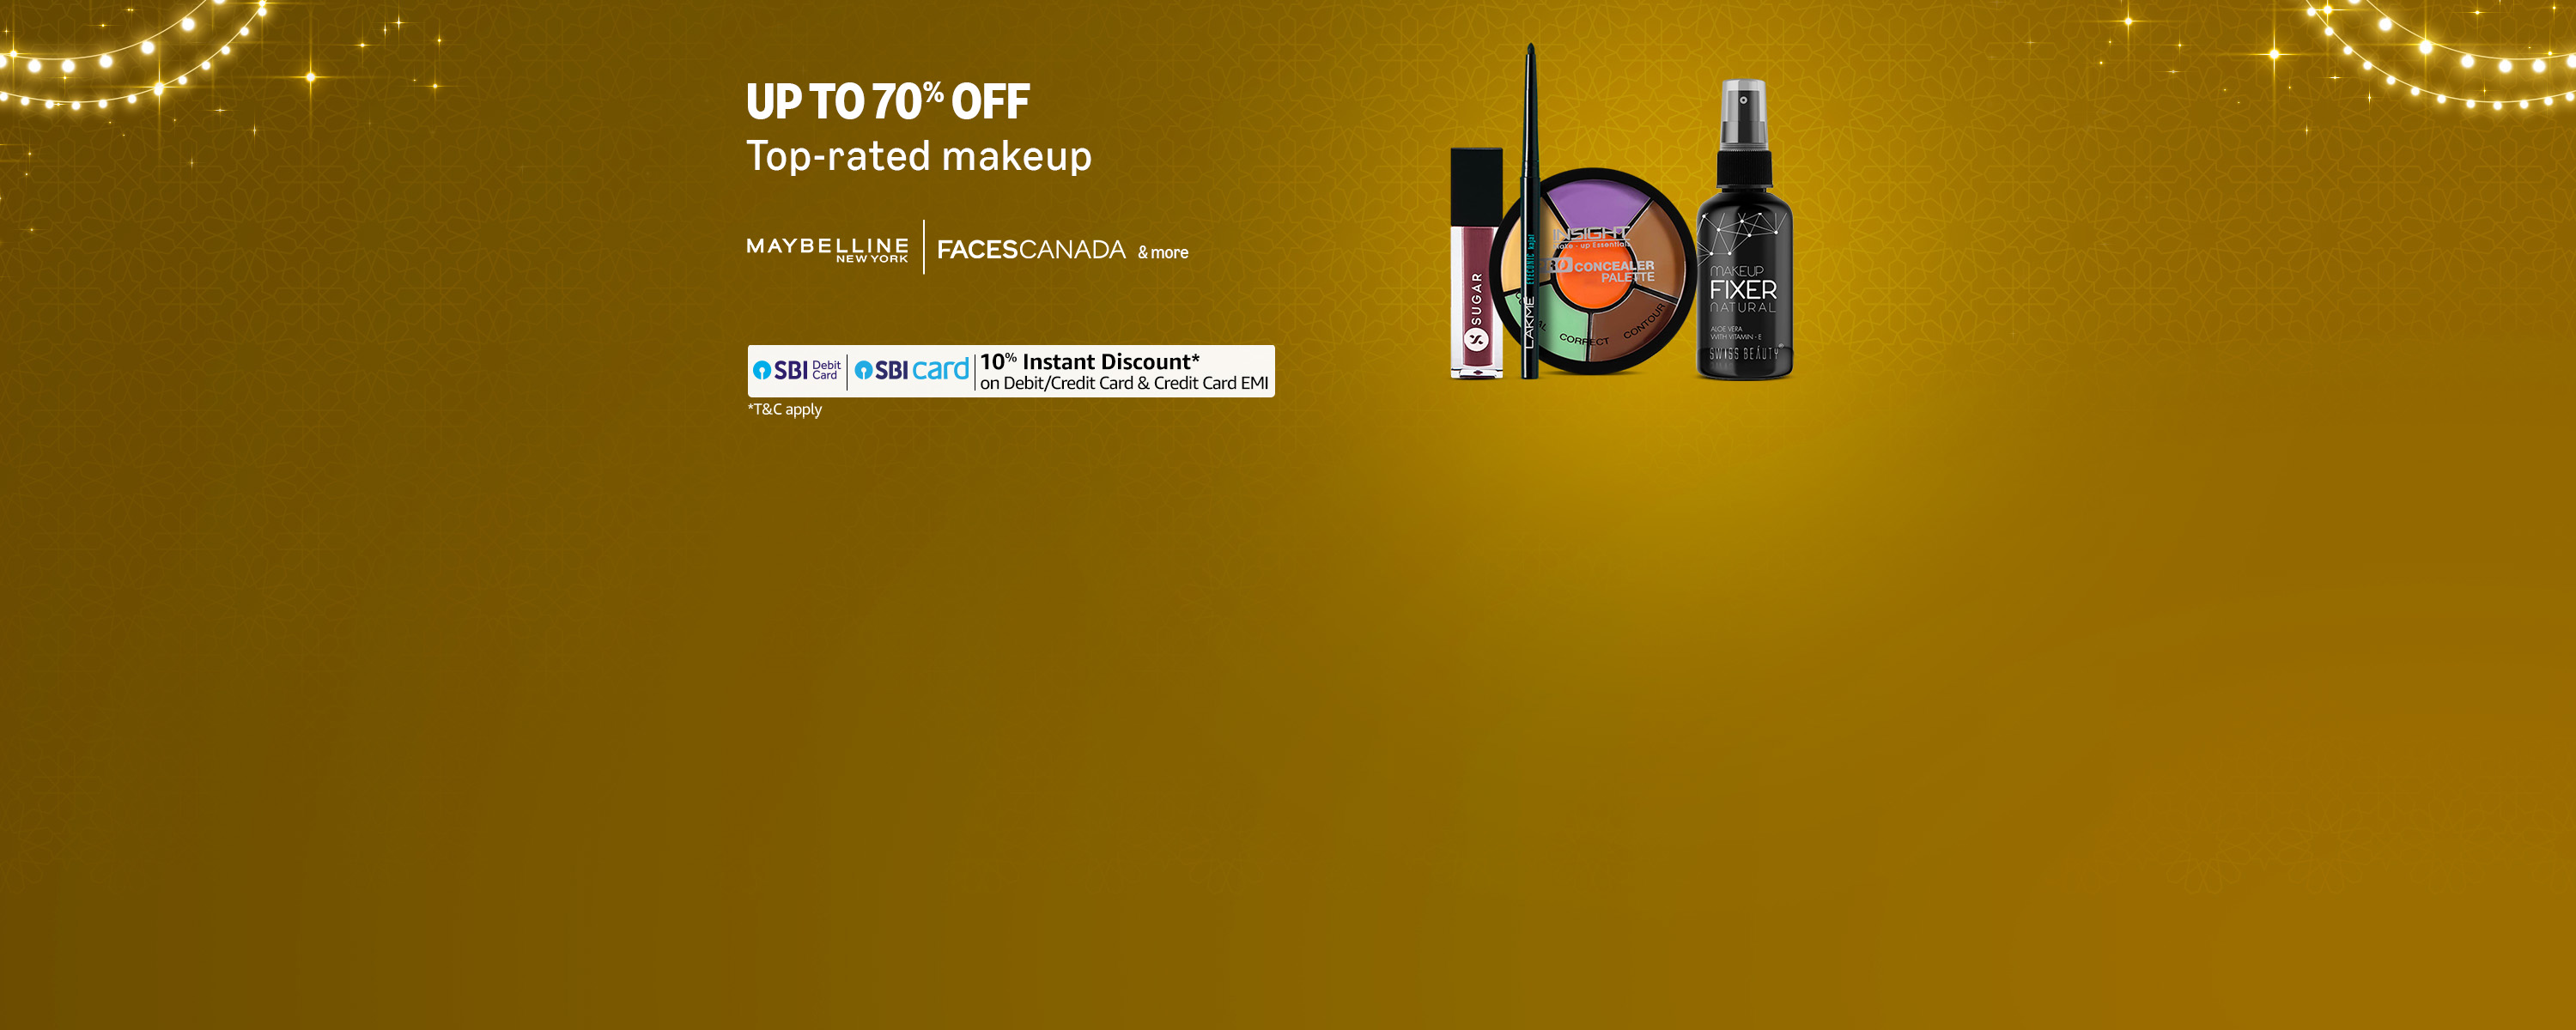 UP TO 70% OFF
Top-rated makeup
MAYBELLINE
NEW YORK
FACESCANADA & more
SBI Debit Card
SBI card
10% Instant Discount*
on Debit/Credit Card & Credit Card EMI
*T&C apply
SUGAR
LAKMÉ EYECONIC kajal
INSIGHT
Make-up Essentials
CONCEALER
PALETTE
CORRECT
CONTOUR
MAKEUP
FIXER
NATURAL
ALOE VERA
WITH VITAMIN - E
SWISS BEAUTY